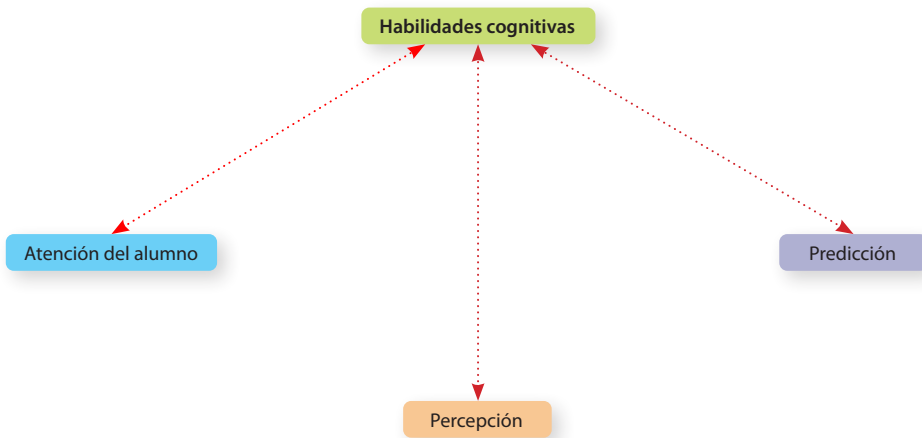 Habilidades cognitivas
Atención del alumno
Predicción
Percepción